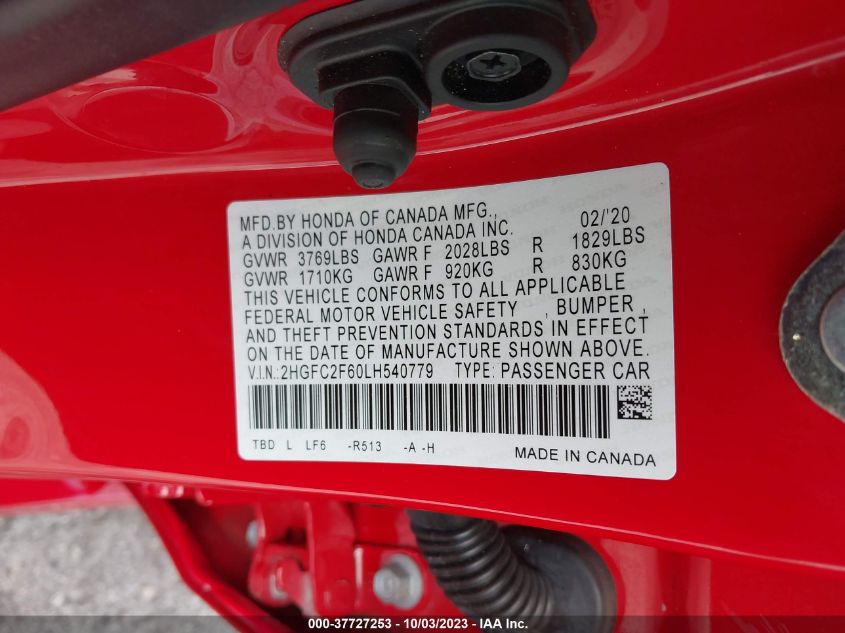 MFD.BY HONDA OF CANADA MFG., 02/'20
A DIVISION OF HONDA CANADA INC.
GVWR 3769LBS GAWR F 2028LBS R 1829LBS
GVWR 1710KG GAWR F 920KG R 830KG
THIS VEHICLE CONFORMS TO ALL APPLICABLE
FEDERAL MOTOR VEHICLE SAFETY , BUMPER ,
AND THEFT PREVENTION STANDARDS IN EFFECT
ON THE DATE OF MANUFACTURE SHOWN ABOVE.
V.I.N.:2HGFC2F60LH540779 TYPE: PASSENGER CAR
TBD L LF6 -R513 -A -H MADE IN CANADA
000-37727253 - 10/03/2023 - IAA Inc.